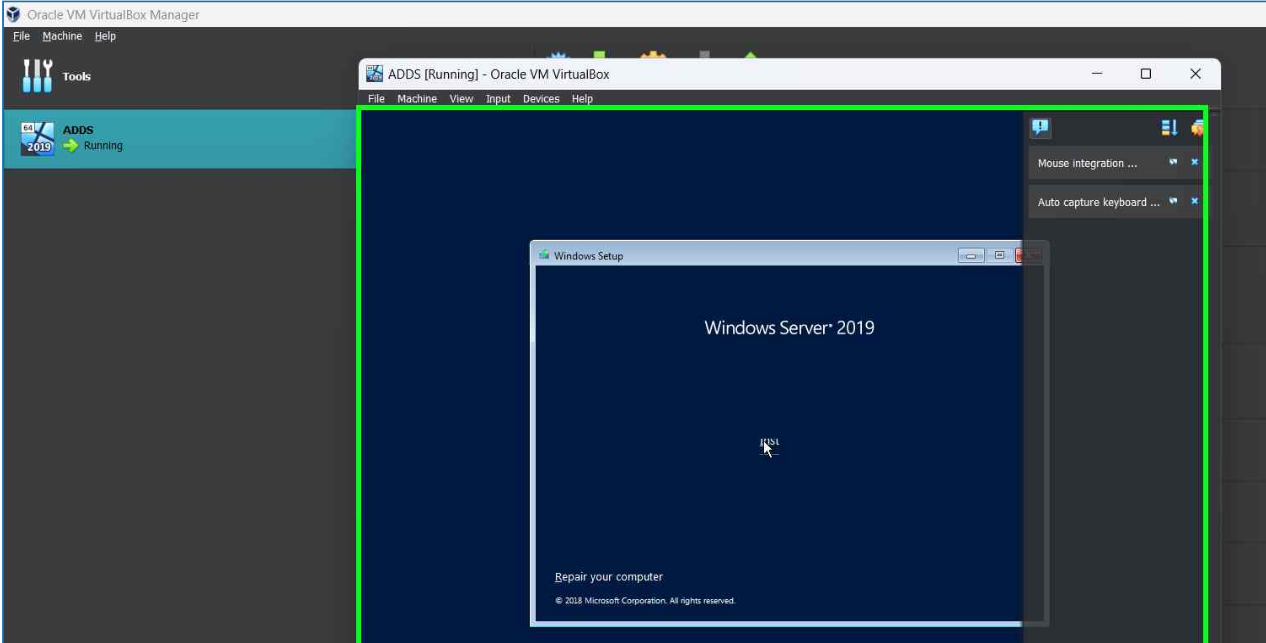 Oracle VM VirtualBox Manager
File Machine Help
Tools
ADDS [Running] - Oracle VM VirtualBox
File Machine View Input Devices Help
64
2019
ADDS
Running
Mouse integration ...
Auto capture keyboard ...
Windows Setup
Windows Server 2019
Repair your computer
© 2018 Microsoft Corporation. All rights reserved.